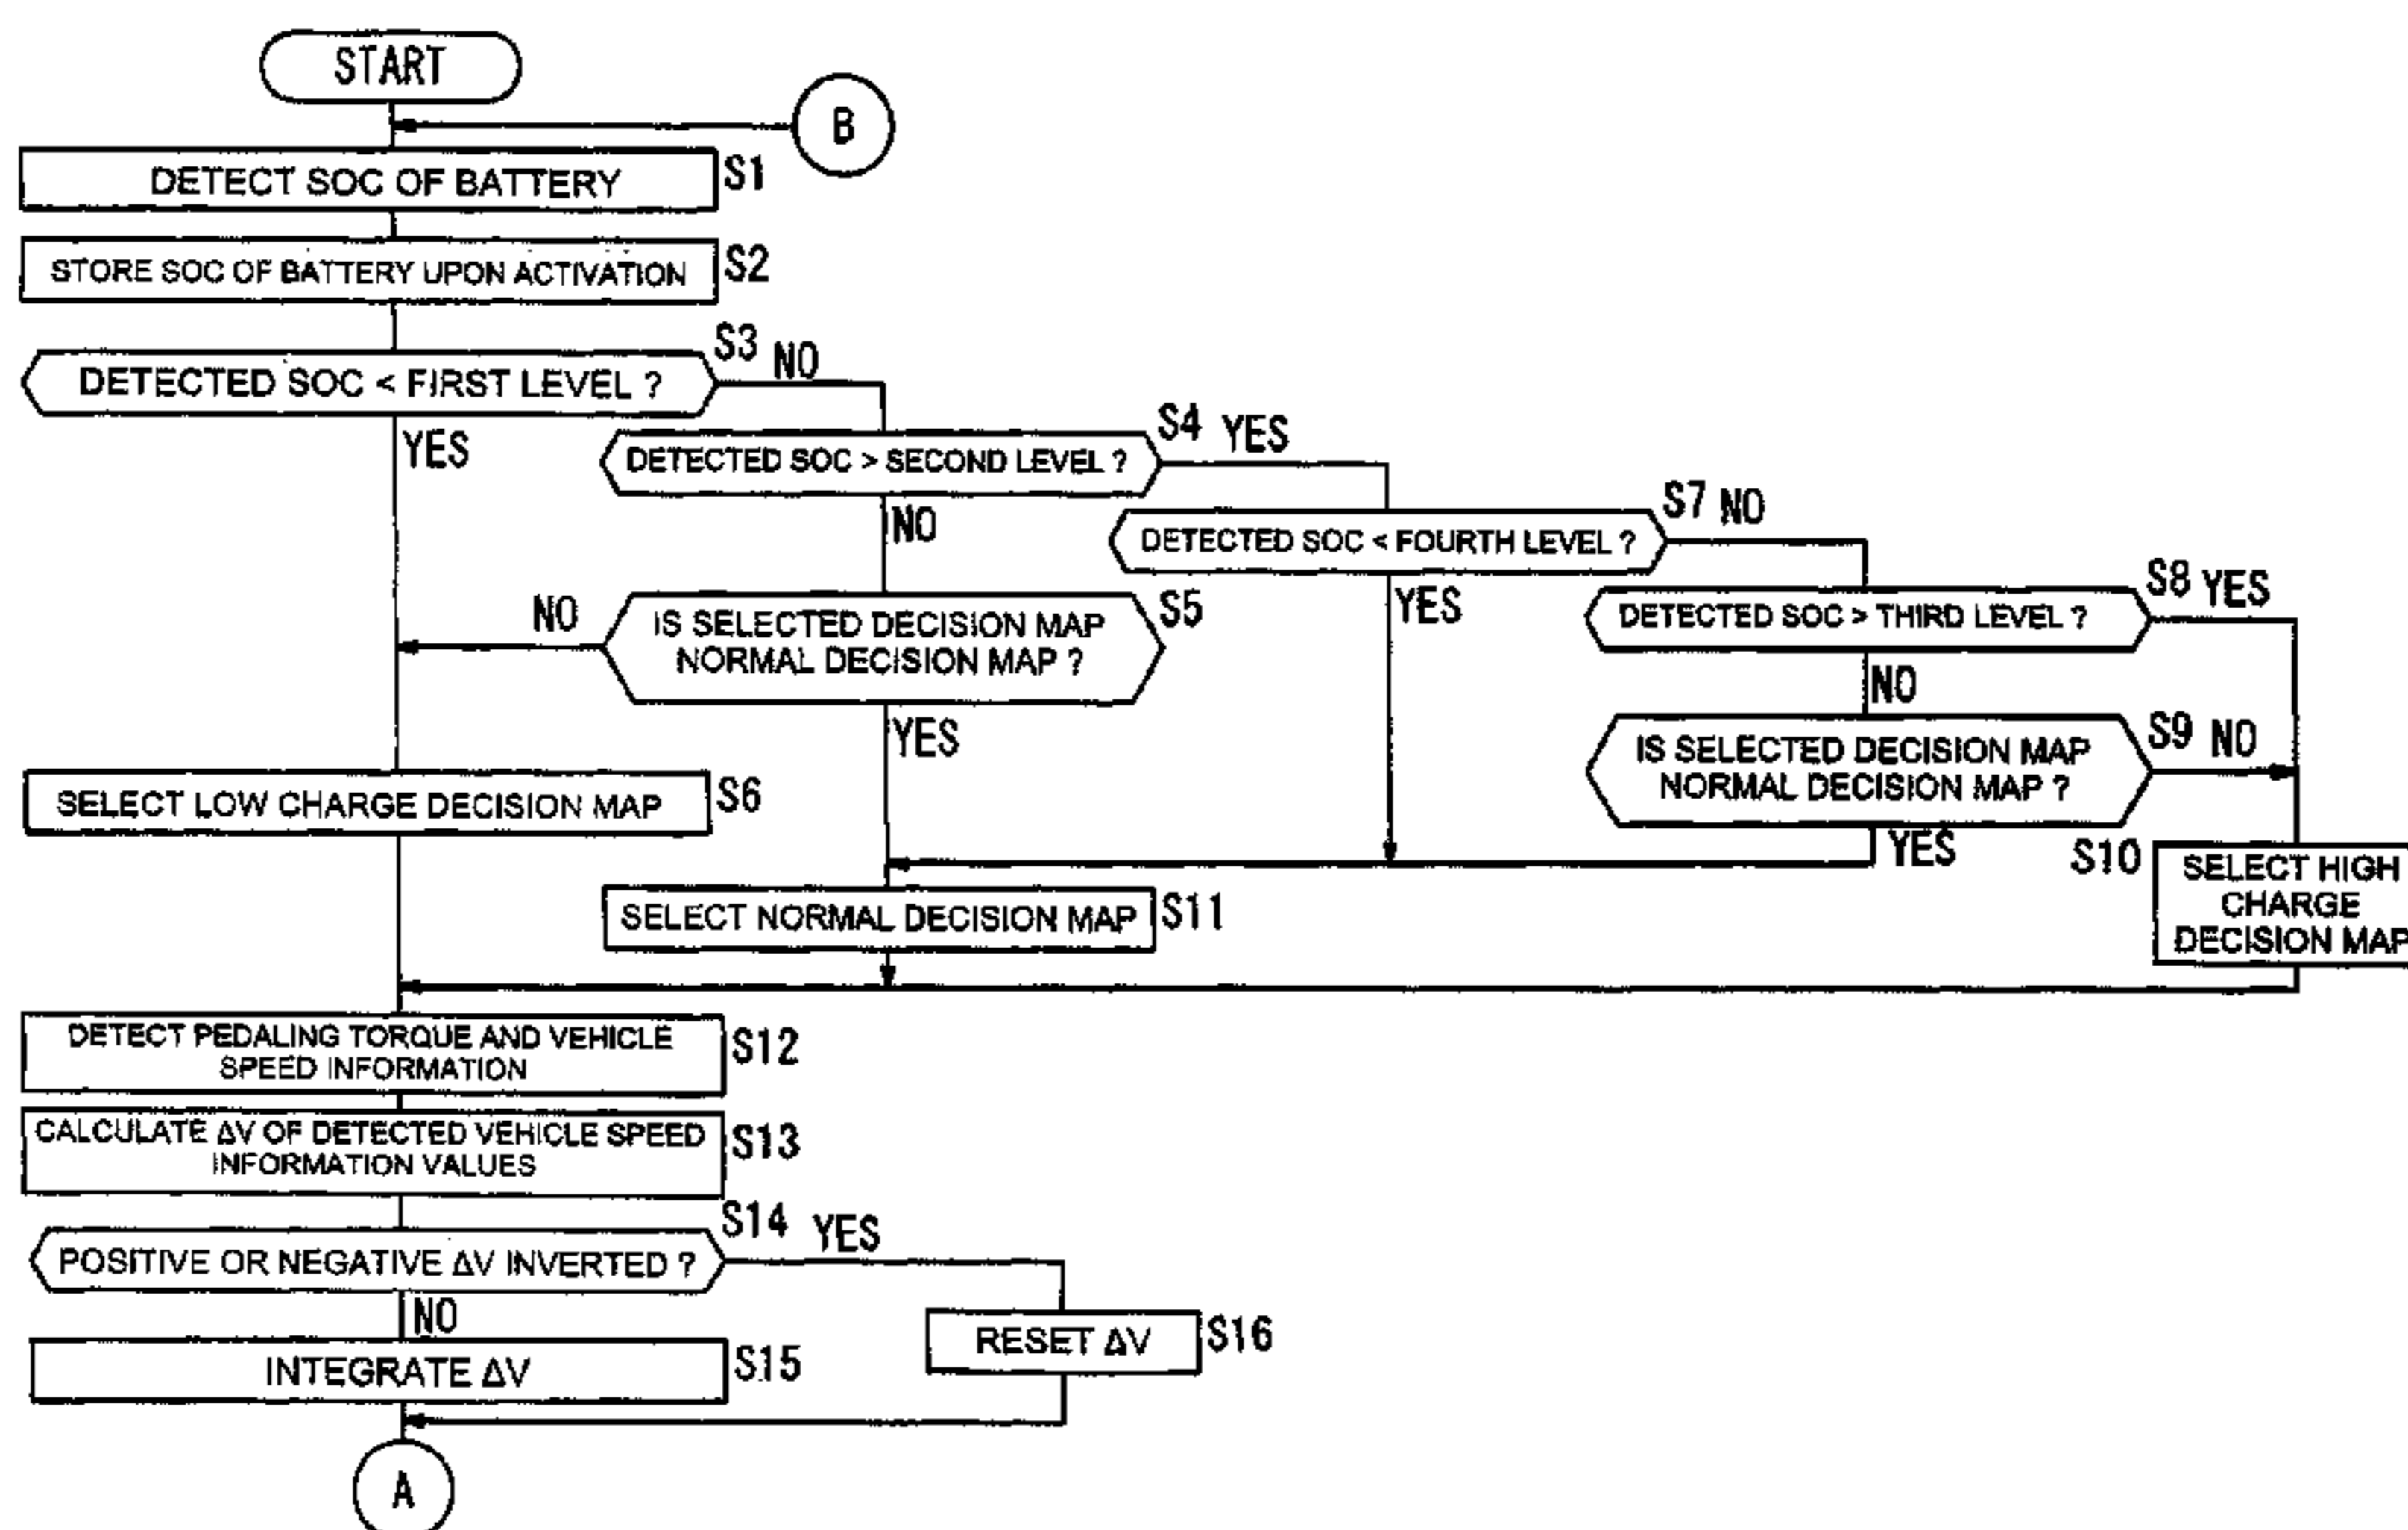 START
B
DETECT SOC OF BATTERY
S1
STORE SOC OF BATTERY UPON ACTIVATION
S2
DETECTED SOC < FIRST LEVEL ?
S3
NO
YES
DETECTED SOC > SECOND LEVEL ?
S4
YES
NO
DETECTED SOC < FOURTH LEVEL ?
S7
NO
YES
DETECTED SOC > THIRD LEVEL ?
S8
YES
NO
IS SELECTED DECISION MAP
NORMAL DECISION MAP ?
S5
NO
YES
IS SELECTED DECISION MAP
NORMAL DECISION MAP ?
S9
NO
YES
SELECT LOW CHARGE DECISION MAP
S6
S10
SELECT HIGH
CHARGE
DECISION MAP
SELECT NORMAL DECISION MAP
S11
DETECT PEDALING TORQUE AND VEHICLE
SPEED INFORMATION
S12
CALCULATE ΔV OF DETECTED VEHICLE SPEED
INFORMATION VALUES
S13
POSITIVE OR NEGATIVE ΔV INVERTED ?
S14
YES
NO
INTEGRATE ΔV
S15
RESET ΔV
S16
A